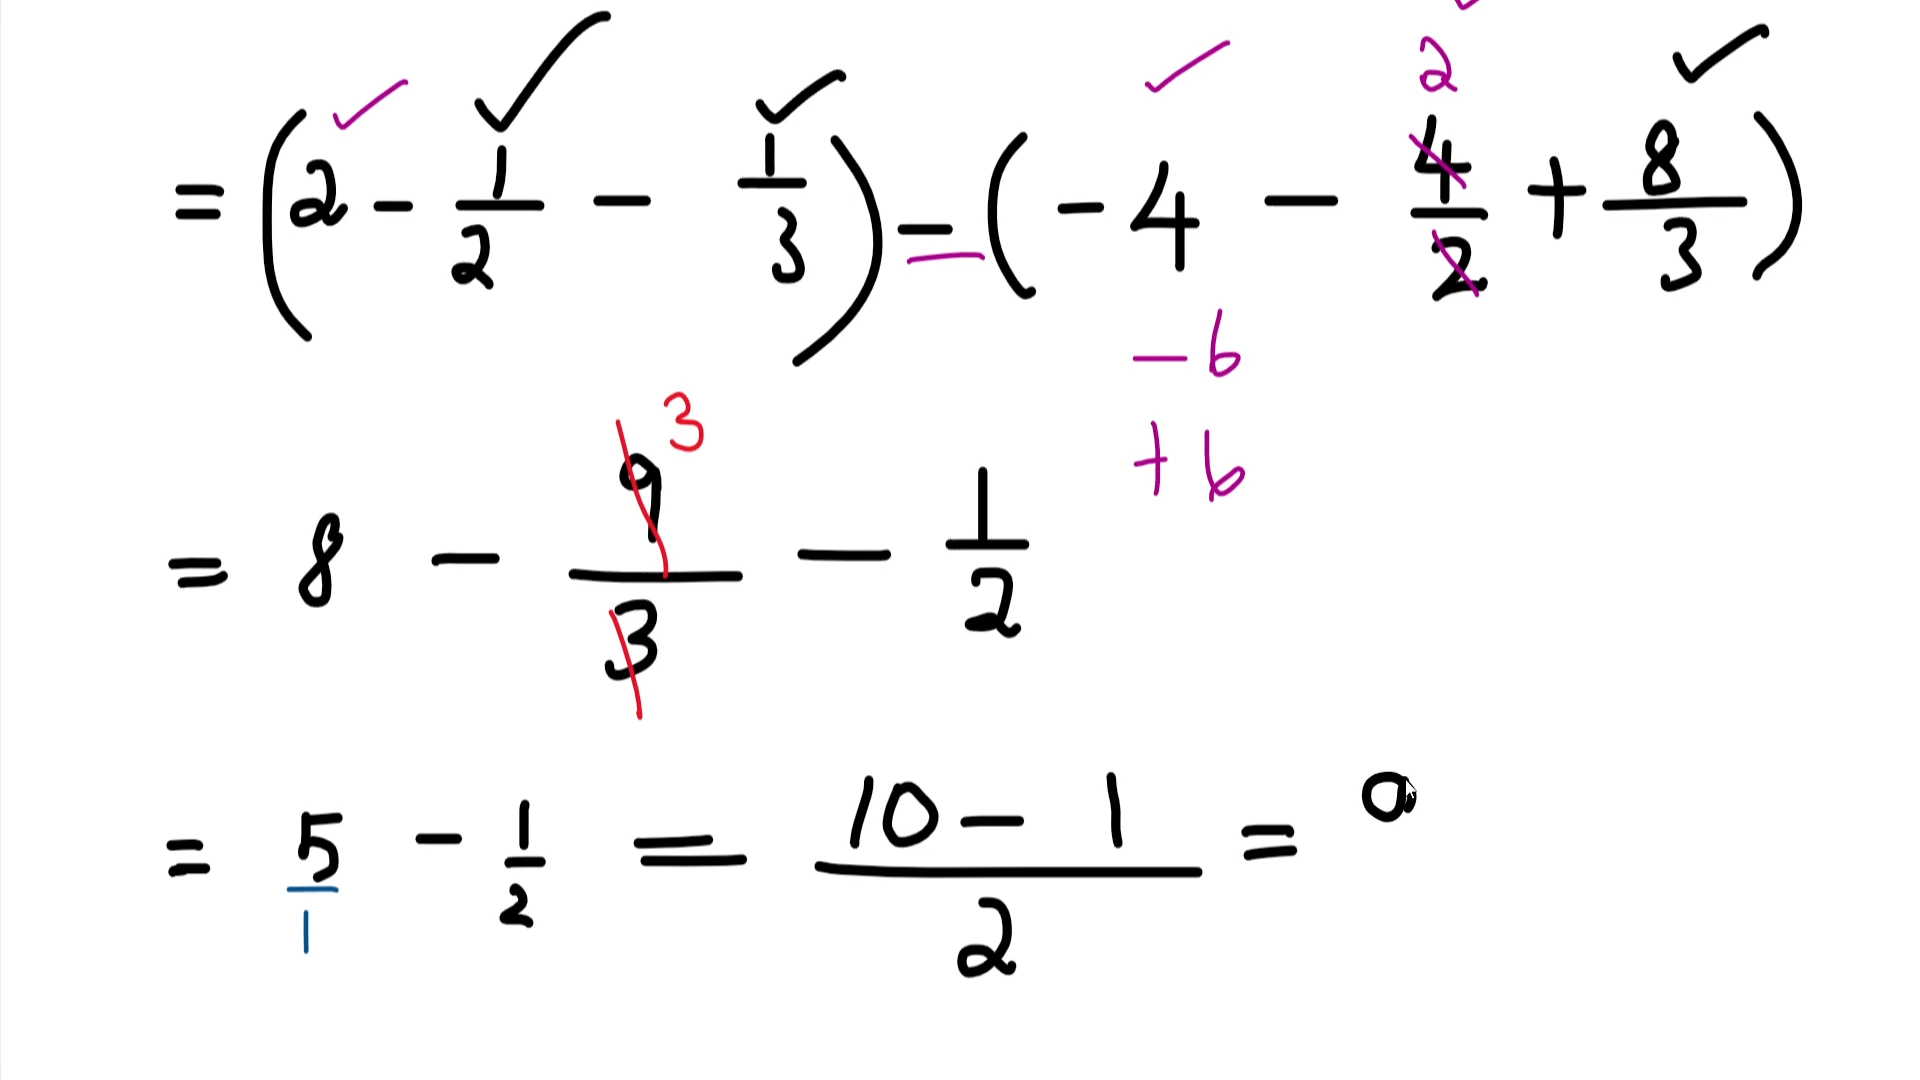 2
= (2 - 1/2 - 1/3) - (-4 - 4/2 + 8/3)
- 6
3
+ 6
= 8 - 9/3 - 1/2
= 5/1 - 1/2 = (10 - 1)/2 =